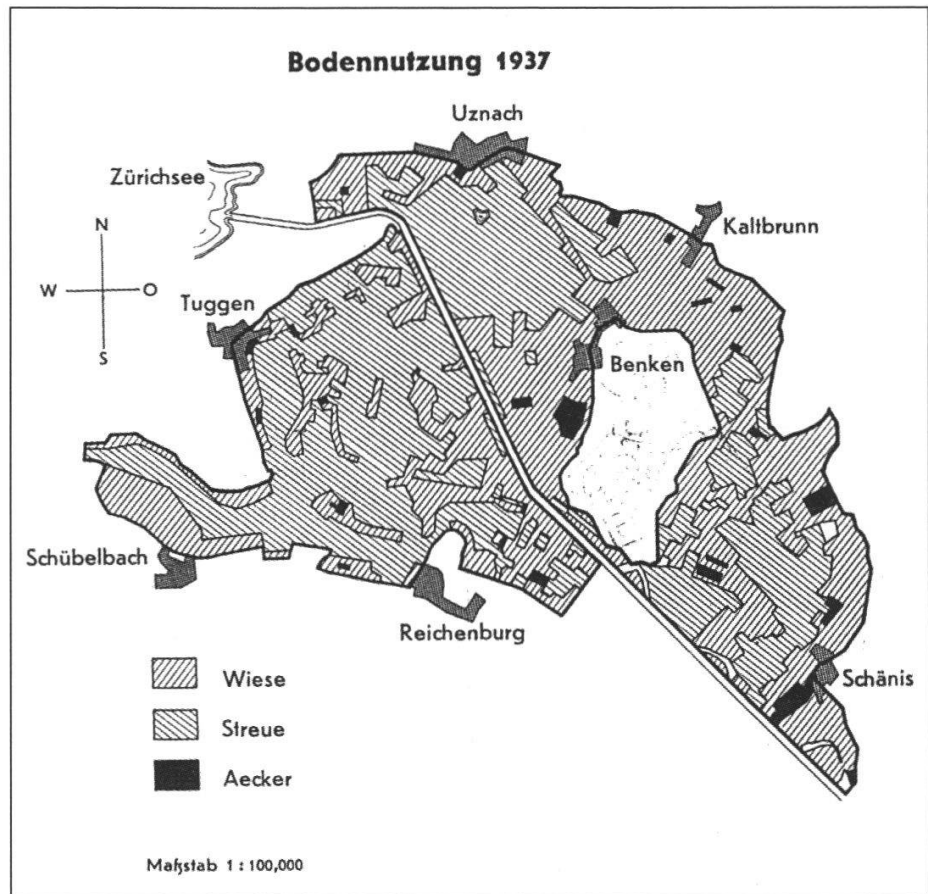 Bodennutzung 1937
Uznach
Zürichsee
Kaltbrunn
N
W
O
S
Tuggen
Benken
Schübelbach
Reichenburg
Schänis
Wiese
Streue
Aecker
Maßstab 1 : 100,000